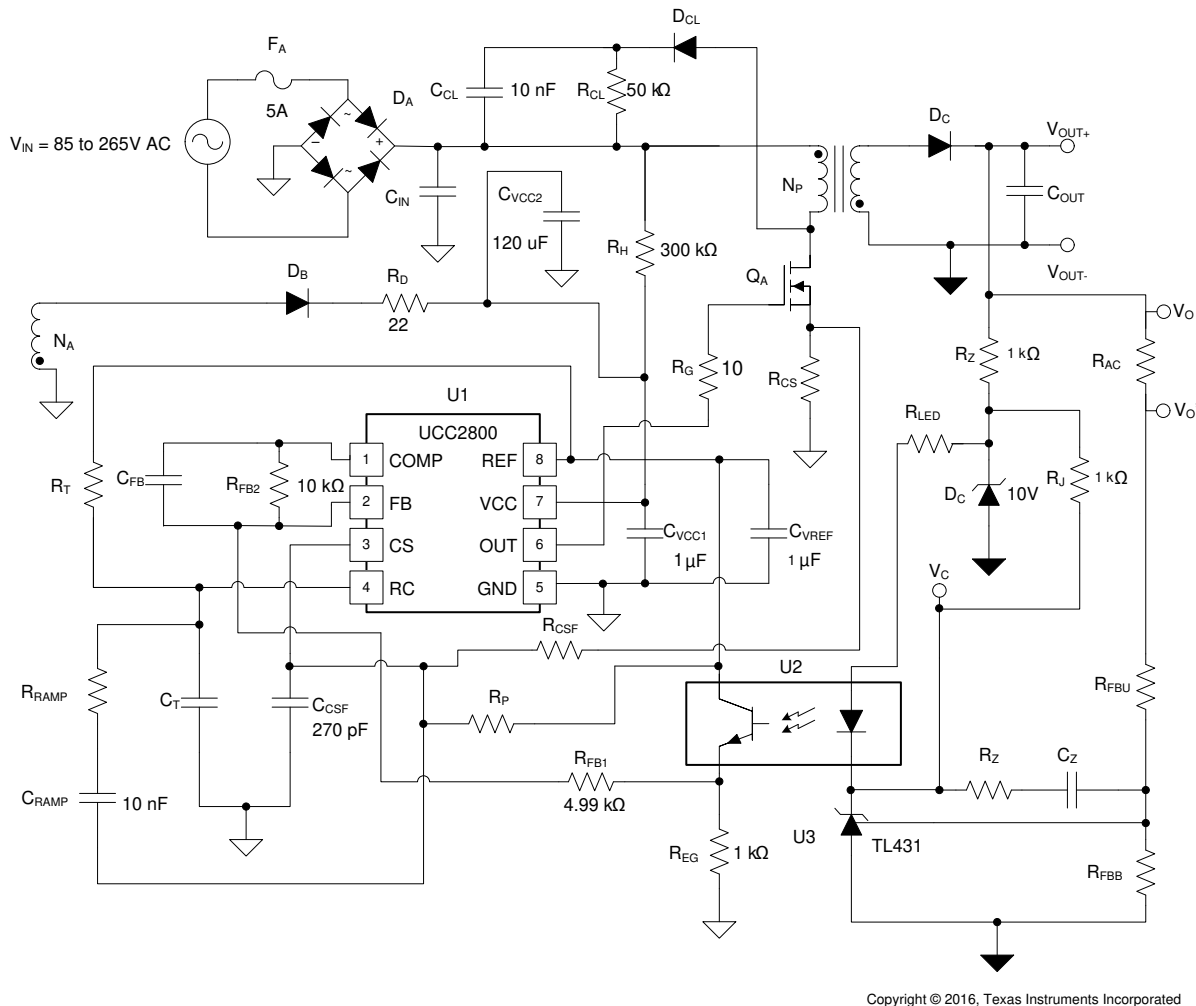 D_CL
F_A
C_CL
10 nF
R_CL
50 kΩ
5A
D_A
~
~
−
+
V_IN = 85 to 265V AC
D_C
V_OUT+
C_IN
C_VCC2
120 uF
N_P
C_OUT
R_H
300 kΩ
V_OUT-
Q_A
D_B
R_D
22
V_O
N_A
R_G
10
R_CS
R_Z
1 kΩ
R_AC
U1
R_LED
V_O
UCC2800
1
COMP
REF
8
2
FB
VCC
7
3
CS
OUT
6
4
RC
GND
5
R_T
C_FB
R_FB2
10 kΩ
C_VCC1
1 µF
C_VREF
1 µF
D_C
10V
R_J
1 kΩ
V_C
R_CSF
U2
R_RAMP
C_T
C_CSF
270 pF
R_P
R_FBU
R_FB1
4.99 kΩ
R_Z
C_Z
C_RAMP
10 nF
U3
TL431
R_EG
1 kΩ
R_FBB
Copyright © 2016, Texas Instruments Incorporated